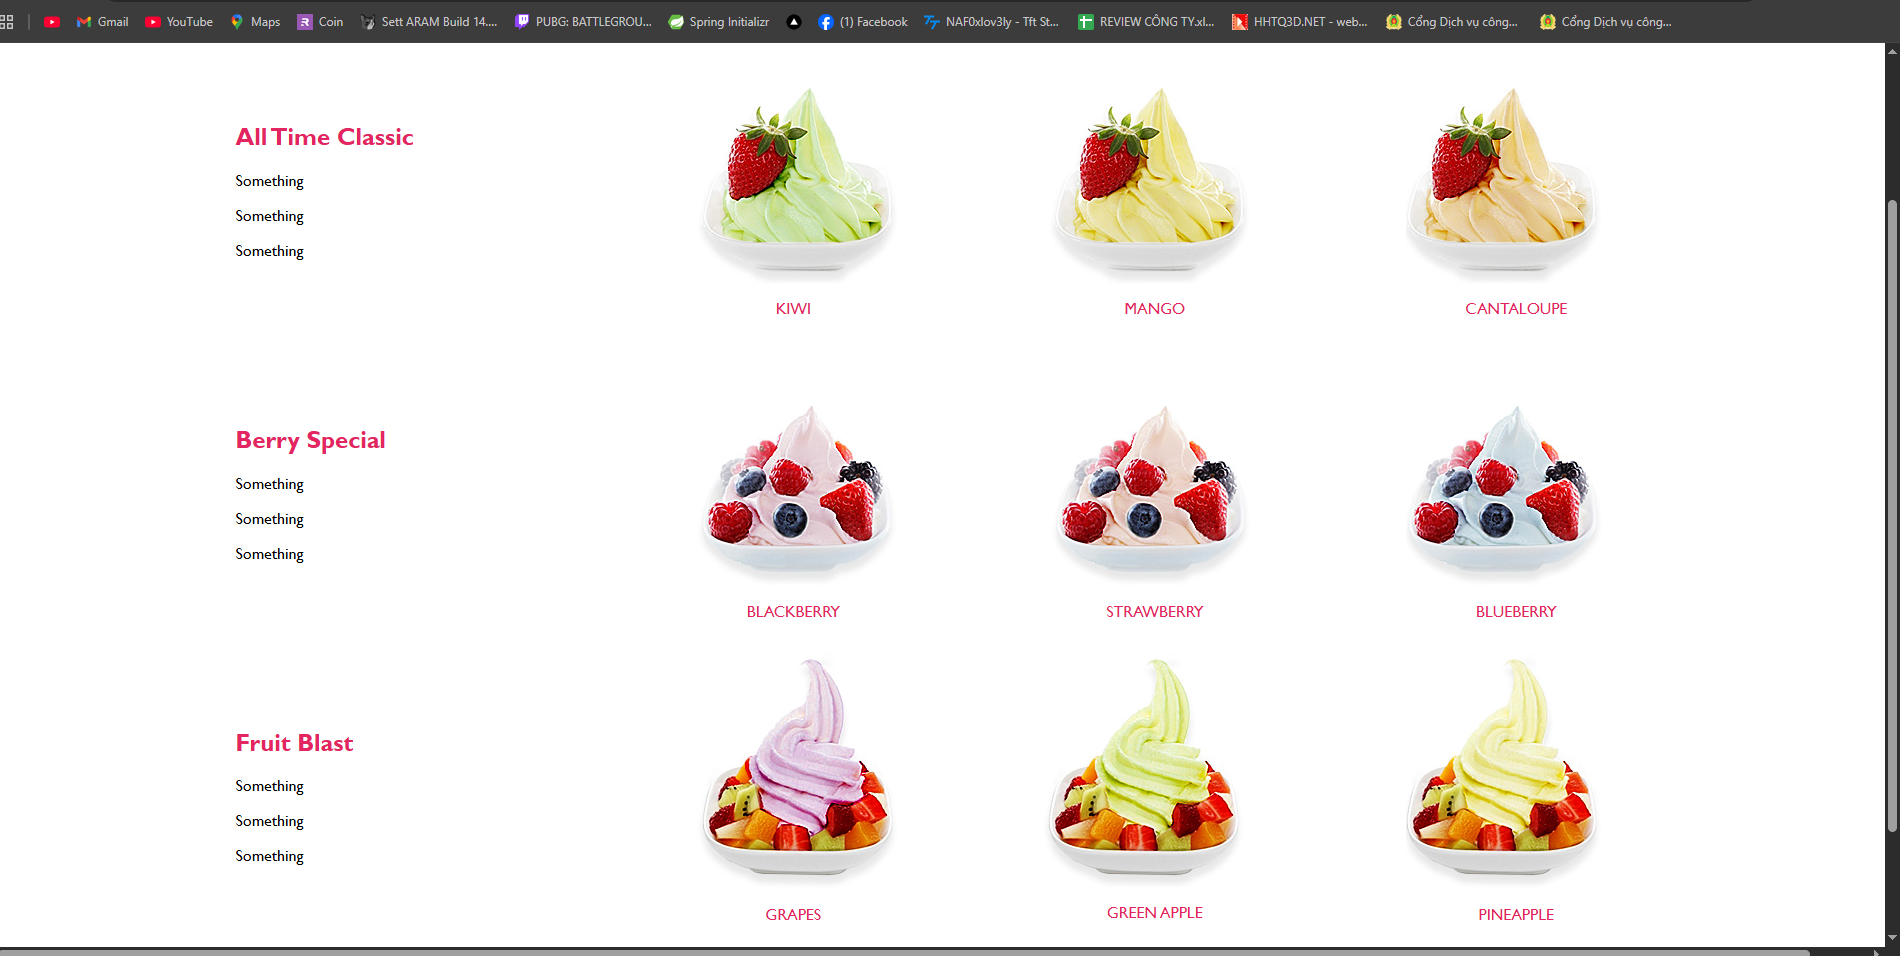 Gmail YouTube Maps Coin Sett ARAM Build 14.... PUBG: BATTLEGROU... Spring Initializr (1) Facebook NAF0xlov3ly - Tft St... REVIEW CÔNG TY.xl... HHTQ3D.NET - web... Cổng Dịch vụ công... Cổng Dịch vụ công...
All Time Classic
Something
Something
Something
KIWI MANGO CANTALOUPE
Berry Special
Something
Something
Something
BLACKBERRY STRAWBERRY BLUEBERRY
Fruit Blast
Something
Something
Something
GRAPES GREEN APPLE PINEAPPLE